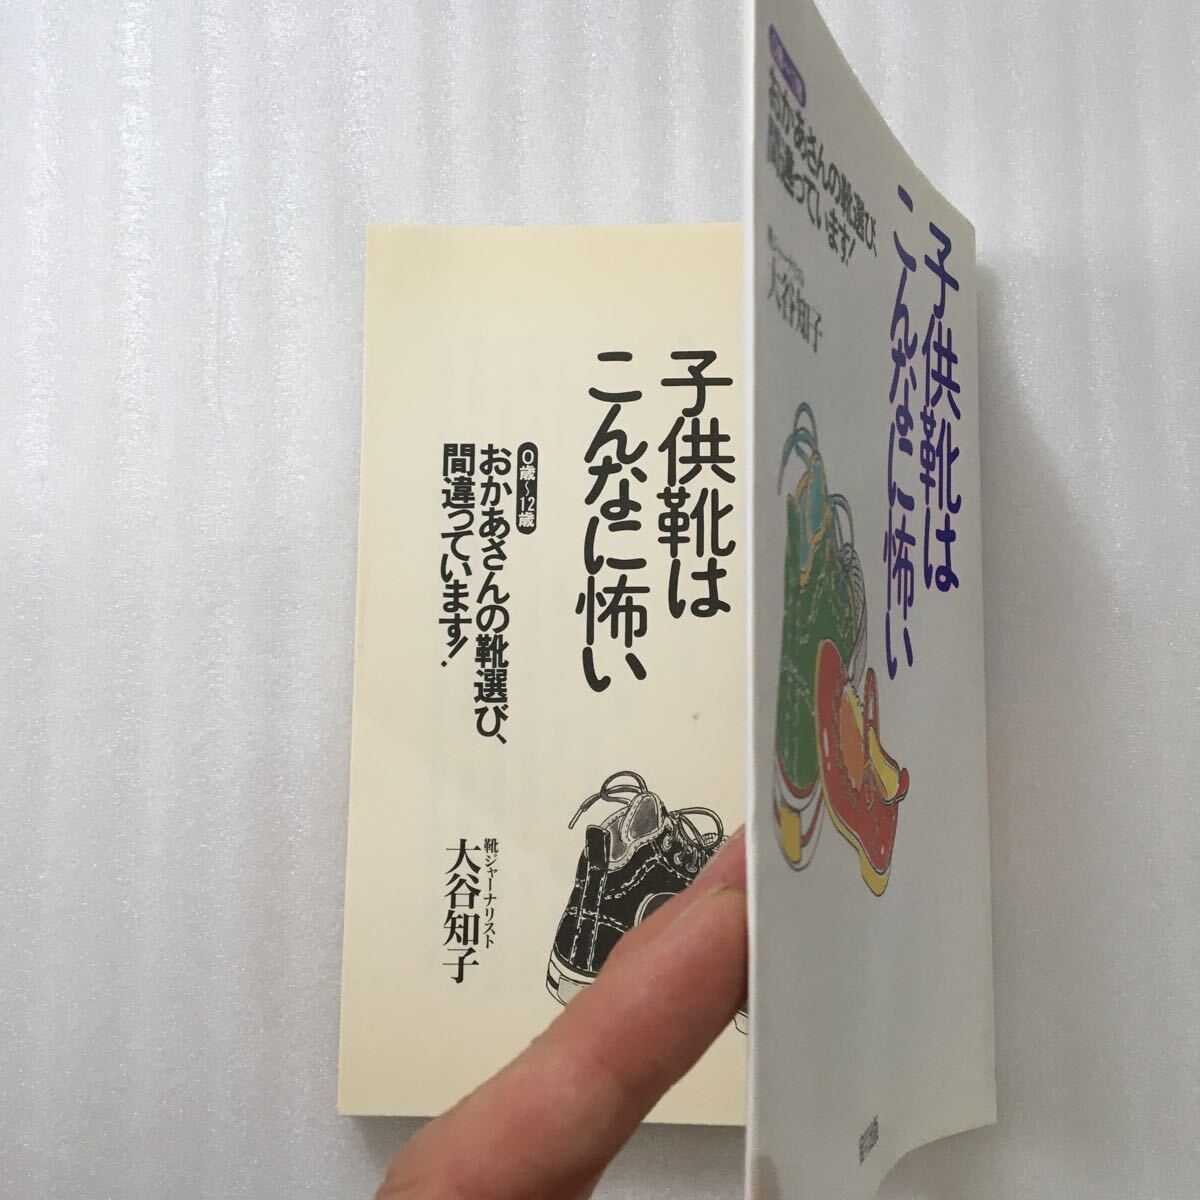 子供靴は
こんなに怖い
おかあさんの靴選び、
間違っています!
大谷知子
子供靴は
こんなに怖い
0歳〜12歳
おかあさんの靴選び、
間違っています!
靴ジャーナリスト
大谷知子